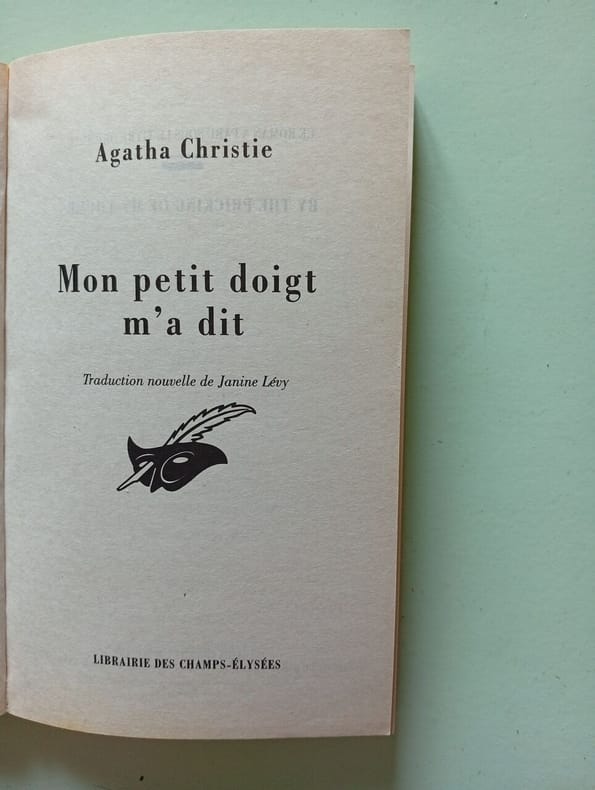 Agatha Christie
Mon petit doigt
m'a dit
Traduction nouvelle de Janine Lévy
LIBRAIRIE DES CHAMPS-ÉLYSÉES